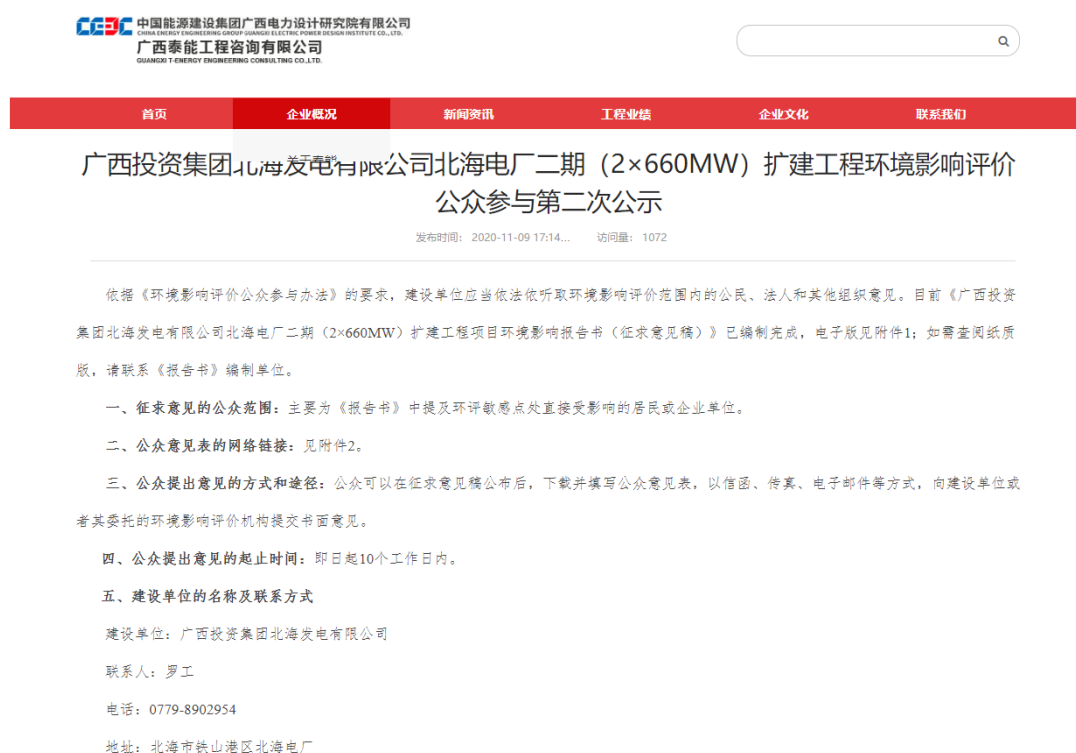 CEEC 中国能源建设集团广西电力设计研究院有限公司
CHINA ENERGY ENGINEERING GROUP GUANGXI ELECTRIC POWER DESIGN INSTITUTE CO., LTD.
广西泰能工程咨询有限公司
GUANGXI T-ENERGY ENGINEERING CONSULTING CO.,LTD.
首页 企业概况 新闻资讯 工程业绩 企业文化 联系我们
广西投资集团北海发电有限公司北海电厂二期（2×660MW）扩建工程环境影响评价
公众参与第二次公示
发布时间： 2020-11-09 17:14... 访问量： 1072
依据《环境影响评价公众参与办法》的要求，建设单位应当依法依听取环境影响评价范围内的公民、法人和其他组织意见。目前《广西投资
集团北海发电有限公司北海电厂二期（2×660MW）扩建工程项目环境影响报告书（征求意见稿）》已编制完成，电子版见附件1；如需查阅纸质
版，请联系《报告书》编制单位。
一、征求意见的公众范围：主要为《报告书》中提及环评敏感点处直接受影响的居民或企业单位。
二、公众意见表的网络链接：见附件2。
三、公众提出意见的方式和途径：公众可以在征求意见稿公布后，下载并填写公众意见表，以信函、传真、电子邮件等方式，向建设单位或
者其委托的环境影响评价机构提交书面意见。
四、公众提出意见的起止时间：即日起10个工作日内。
五、建设单位的名称及联系方式
建设单位：广西投资集团北海发电有限公司
联系人：罗工
电话：0779-8902954
地址：北海市铁山港区北海电厂